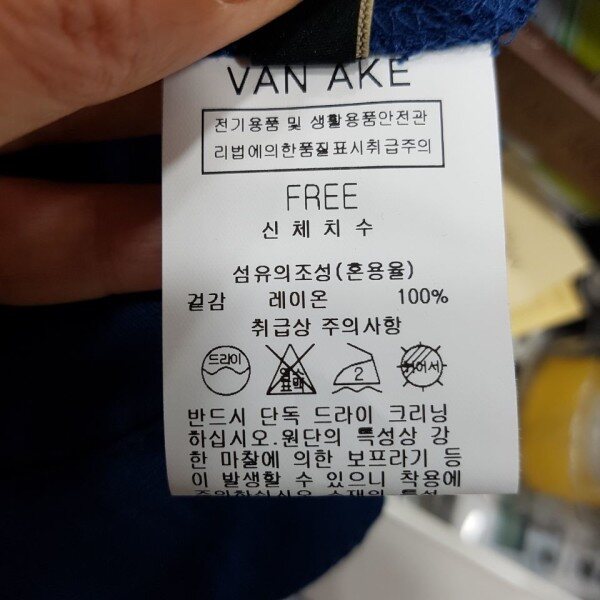 VAN AKE
전기용품 및 생활용품안전관
리법에의한품질표시취급주의
FREE
신체치수
섬유의조성(혼용율)
겉감 레이온 100%
취급상 주의사항
드라이 염소 표백 2
반드시 단독 드라이 크리닝
하십시오.원단의 특성상 강
한 마찰에 의한 보프라기 등
이 발생할 수 있으니 착용에